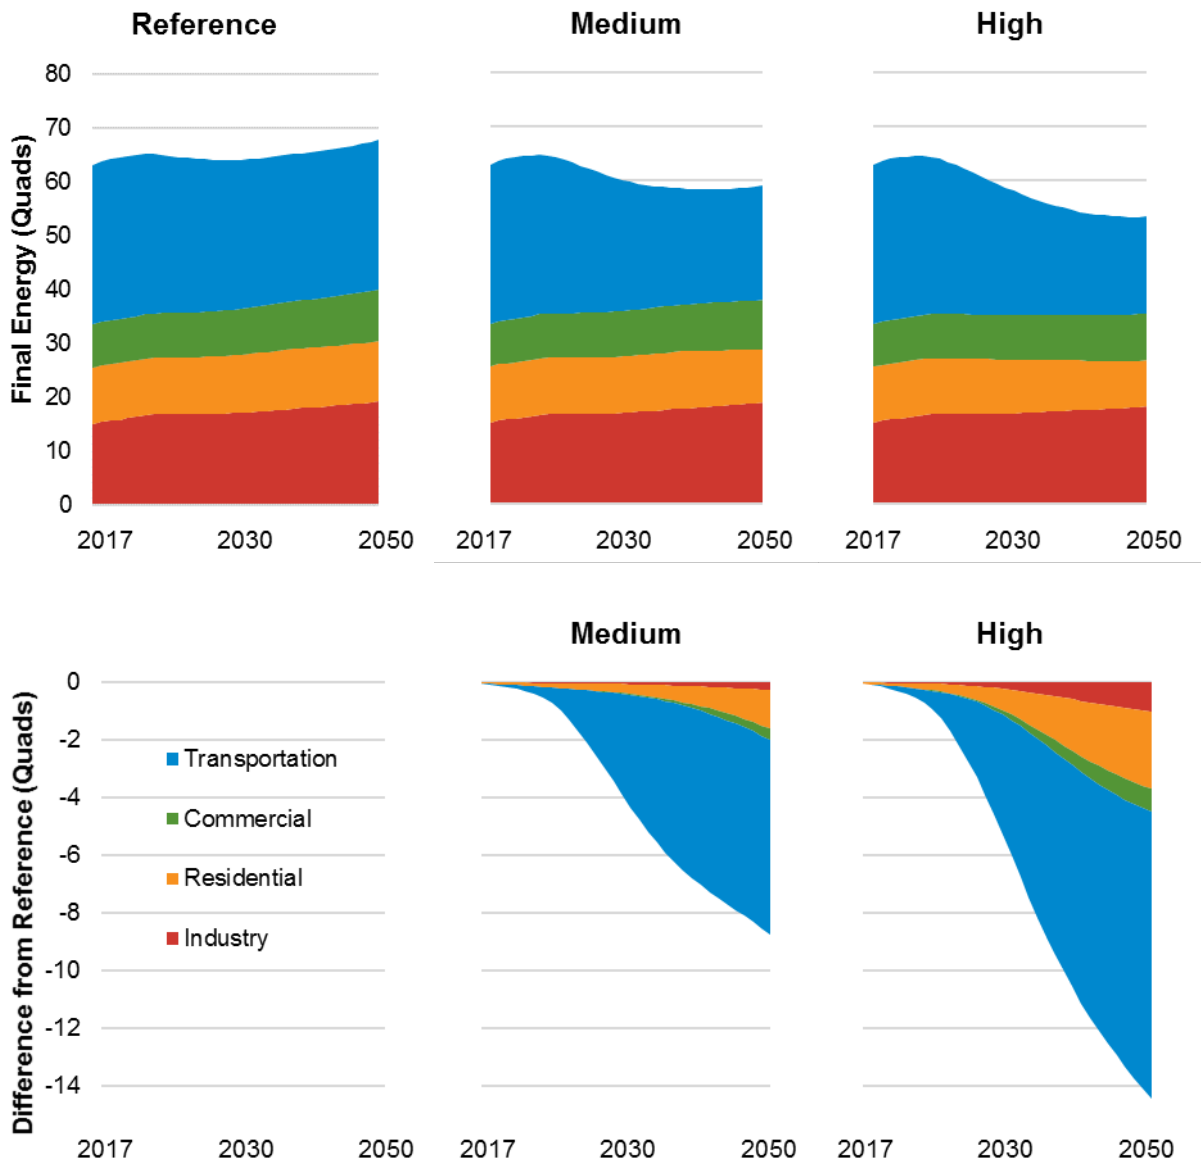 Reference Medium High
Final Energy (Quads)
80
70
60
50
40
30
20
10
0
2017 2030 2050 2017 2030 2050 2017 2030 2050
Medium High
Difference from Reference (Quads)
0
-2
-4
-6
-8
-10
-12
-14
Transportation
Commercial
Residential
Industry
2017 2030 2050 2017 2030 2050 2017 2030 2050